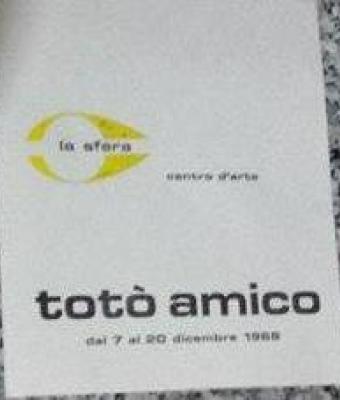 la sfera
centro d'arte
totò amico
dal 7 al 20 dicembre 1968